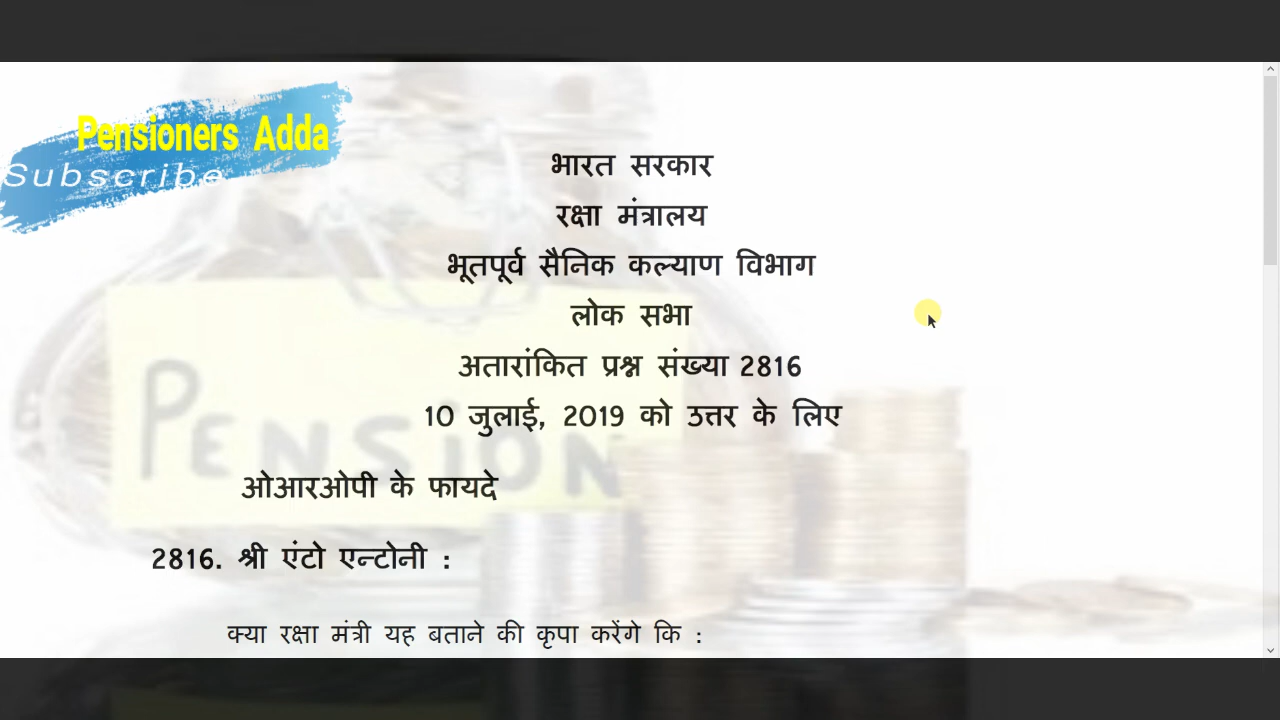 Pensioners Adda
Subscribe
भारत सरकार
रक्षा मंत्रालय
भूतपूर्व सैनिक कल्याण विभाग
लोक सभा
अतारांकित प्रश्न संख्या 2816
10 जुलाई, 2019 को उत्तर के लिए
PENSION
ओआरओपी के फायदे
2816. श्री एंटो एन्टोनी :
क्या रक्षा मंत्री यह बताने की कृपा करेंगे कि :